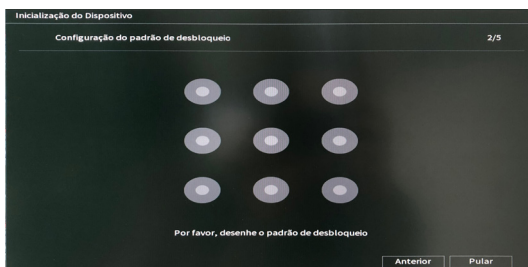 Inicialização do Dispositivo
Configuração do padrão de desbloqueio 2/5
Por favor, desenhe o padrão de desbloqueio
Anterior Pular